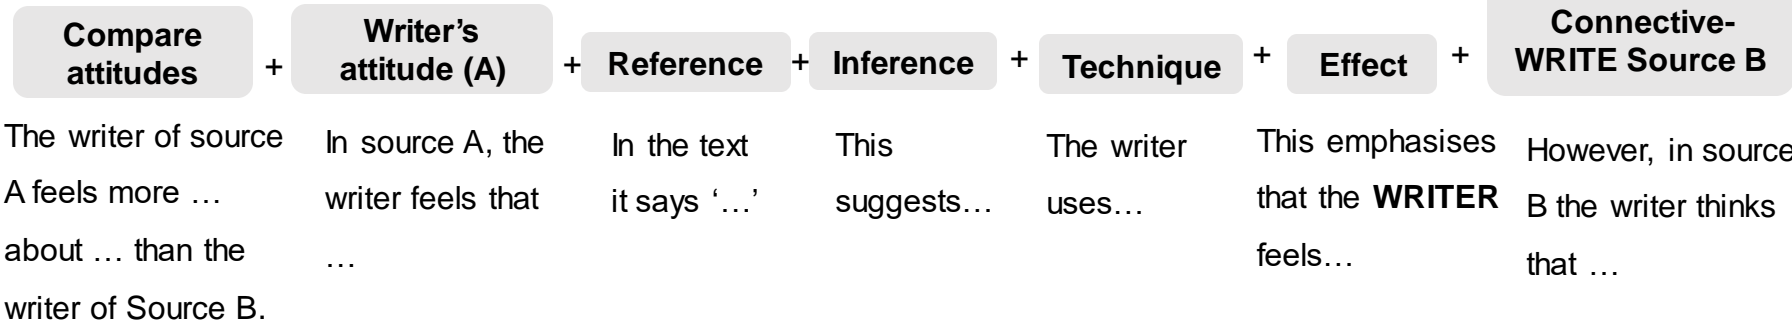 Compare
attitudes
+
Writer’s
attitude (A)
+
Reference
+
Inference
+
Technique
+
Effect
+
Connective-
WRITE Source B
The writer of source
A feels more …
about … than the
writer of Source B.
In source A, the
writer feels that
…
In the text
it says ‘…’
This
suggests…
The writer
uses…
This emphasises
that the WRITER
feels…
However, in source
B the writer thinks
that …